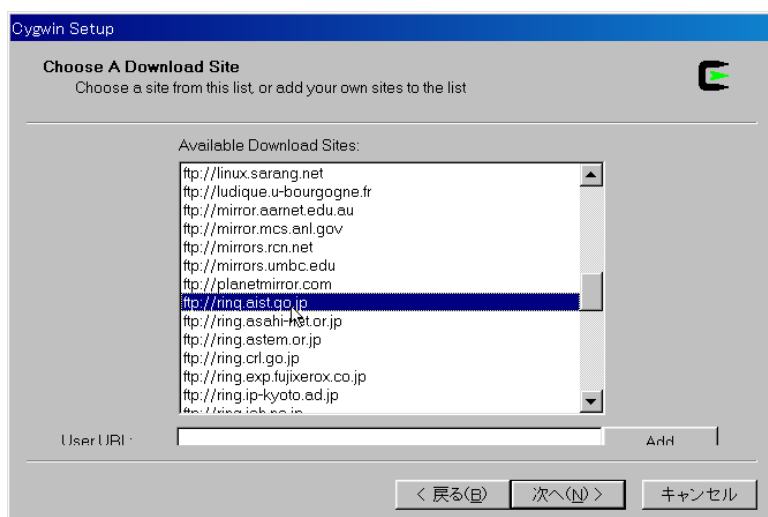 Cygwin Setup
Choose A Download Site
Choose a site from this list, or add your own sites to the list
Available Download Sites:
ftp://linux.sarang.net
ftp://ludique.u-bourgogne.fr
ftp://mirror.aarnet.edu.au
ftp://mirror.mcs.anl.gov
ftp://mirrors.rcn.net
ftp://mirrors.umbc.edu
ftp://planetmirror.com
ftp://ring.aist.go.jp
ftp://ring.asahi-net.or.jp
ftp://ring.astem.or.jp
ftp://ring.crl.go.jp
ftp://ring.exp.fujixerox.co.jp
ftp://ring.ip-kyoto.ad.jp
User URL: Add
< 戻る(B) 次へ(N) > キャンセル